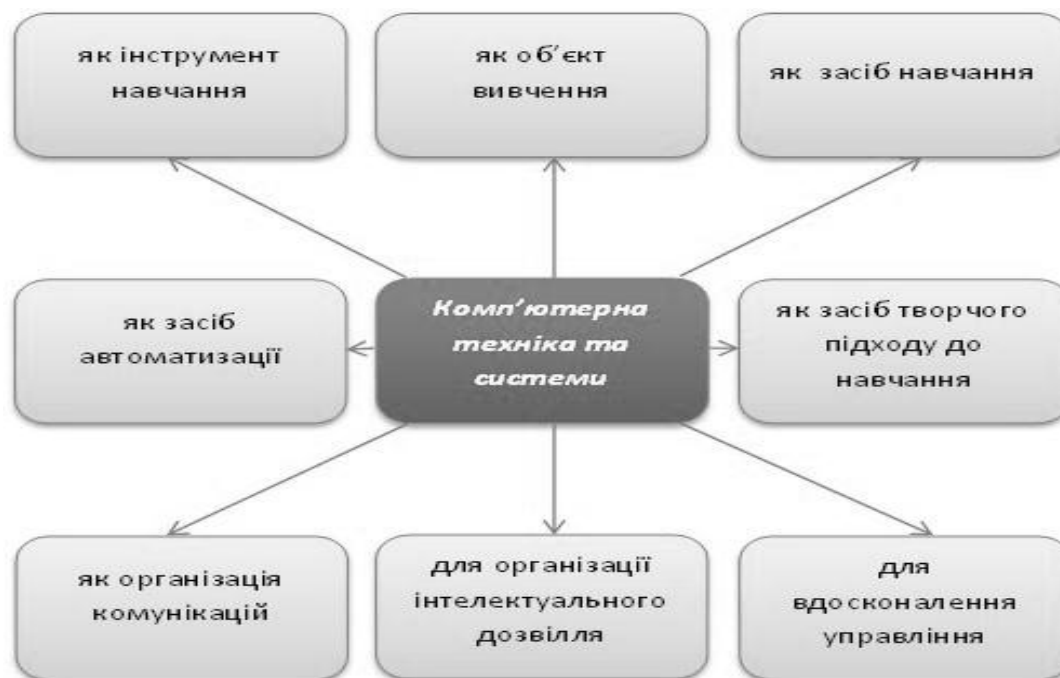 як інструмент
навчання
як об’єкт
вивчення
як засіб навчання
як засіб
автоматизації
Комп’ютерна
техніка та
системи
як засіб творчого
підходу до
навчання
як організація
комунікацій
для організації
інтелектуального
дозвілля
для
вдосконалення
управління